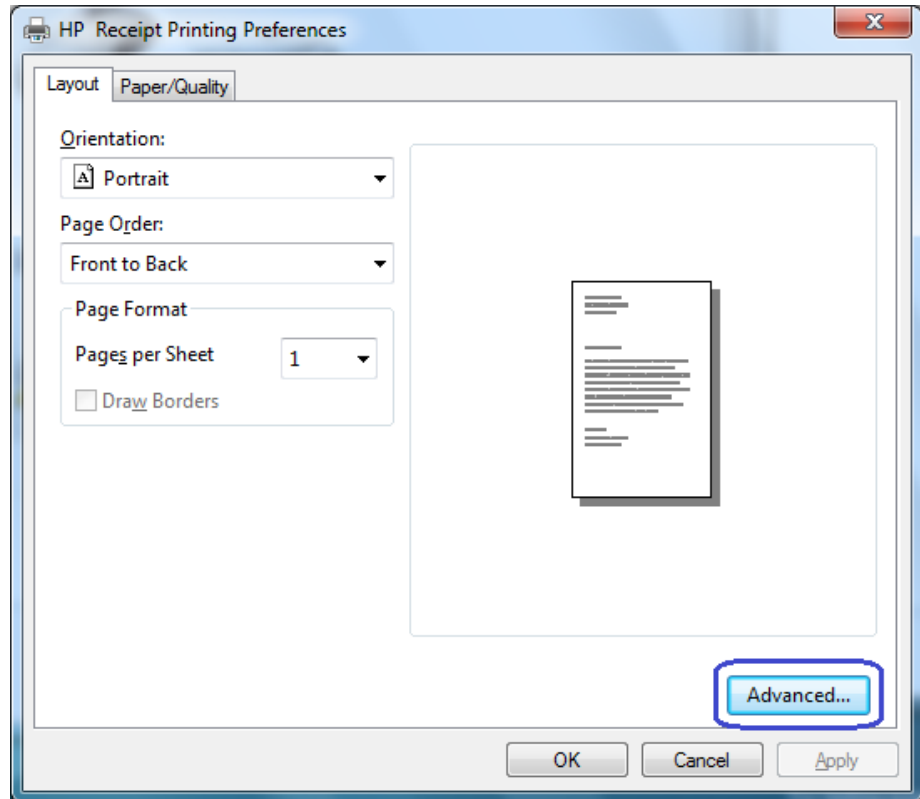 HP Receipt Printing Preferences
Layout
Paper/Quality
Orientation:
Portrait
Page Order:
Front to Back
Page Format
Pages per Sheet
1
Draw Borders
Advanced...
OK
Cancel
Apply